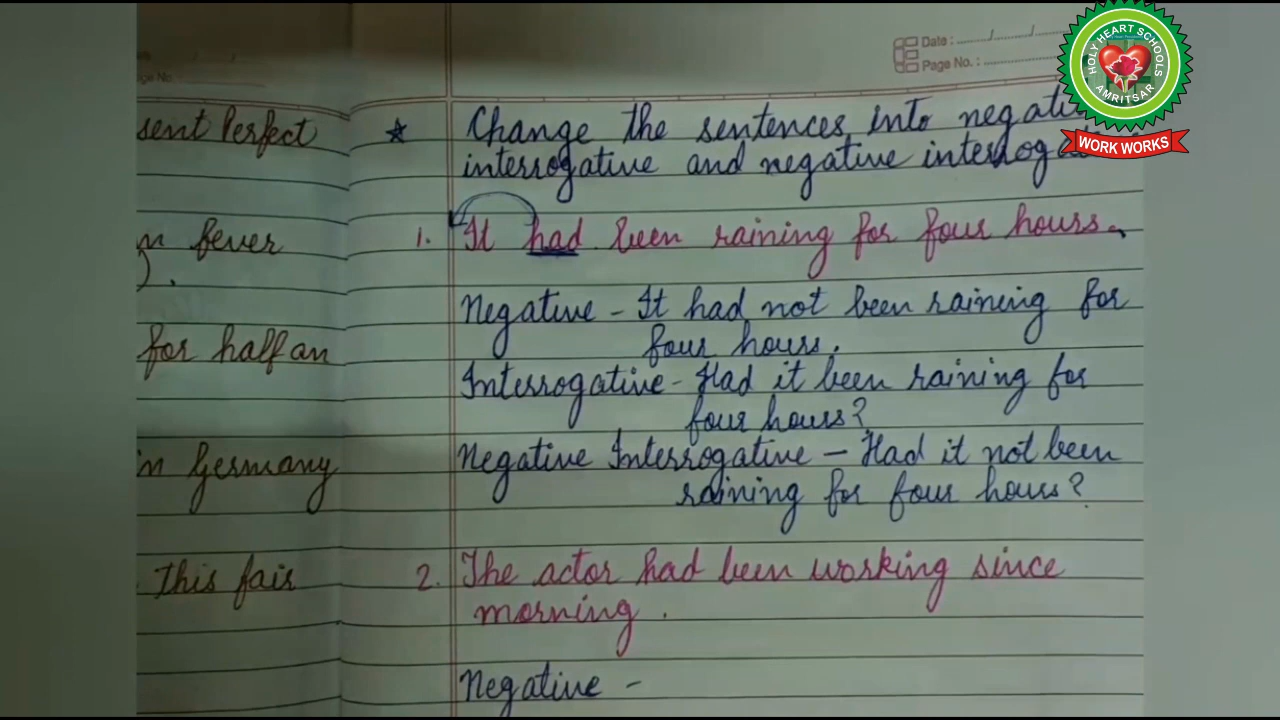 Date : ......../......../........
Page No. : ........................
HOLY HEART SCHOOLS
AMRITSAR
WORK WORKS
sent Perfect
fever
for half an
in Germany
This fair
★ Change the sentences into
interrogative and negative
1. It had been raining for four hours.
Negative - It had not been raining for
four hours.
Interrogative - Had it been raining for
four hours?
Negative Interrogative - Had it not been
raining for four hours?
2. The actor had been working since
morning.
Negative -